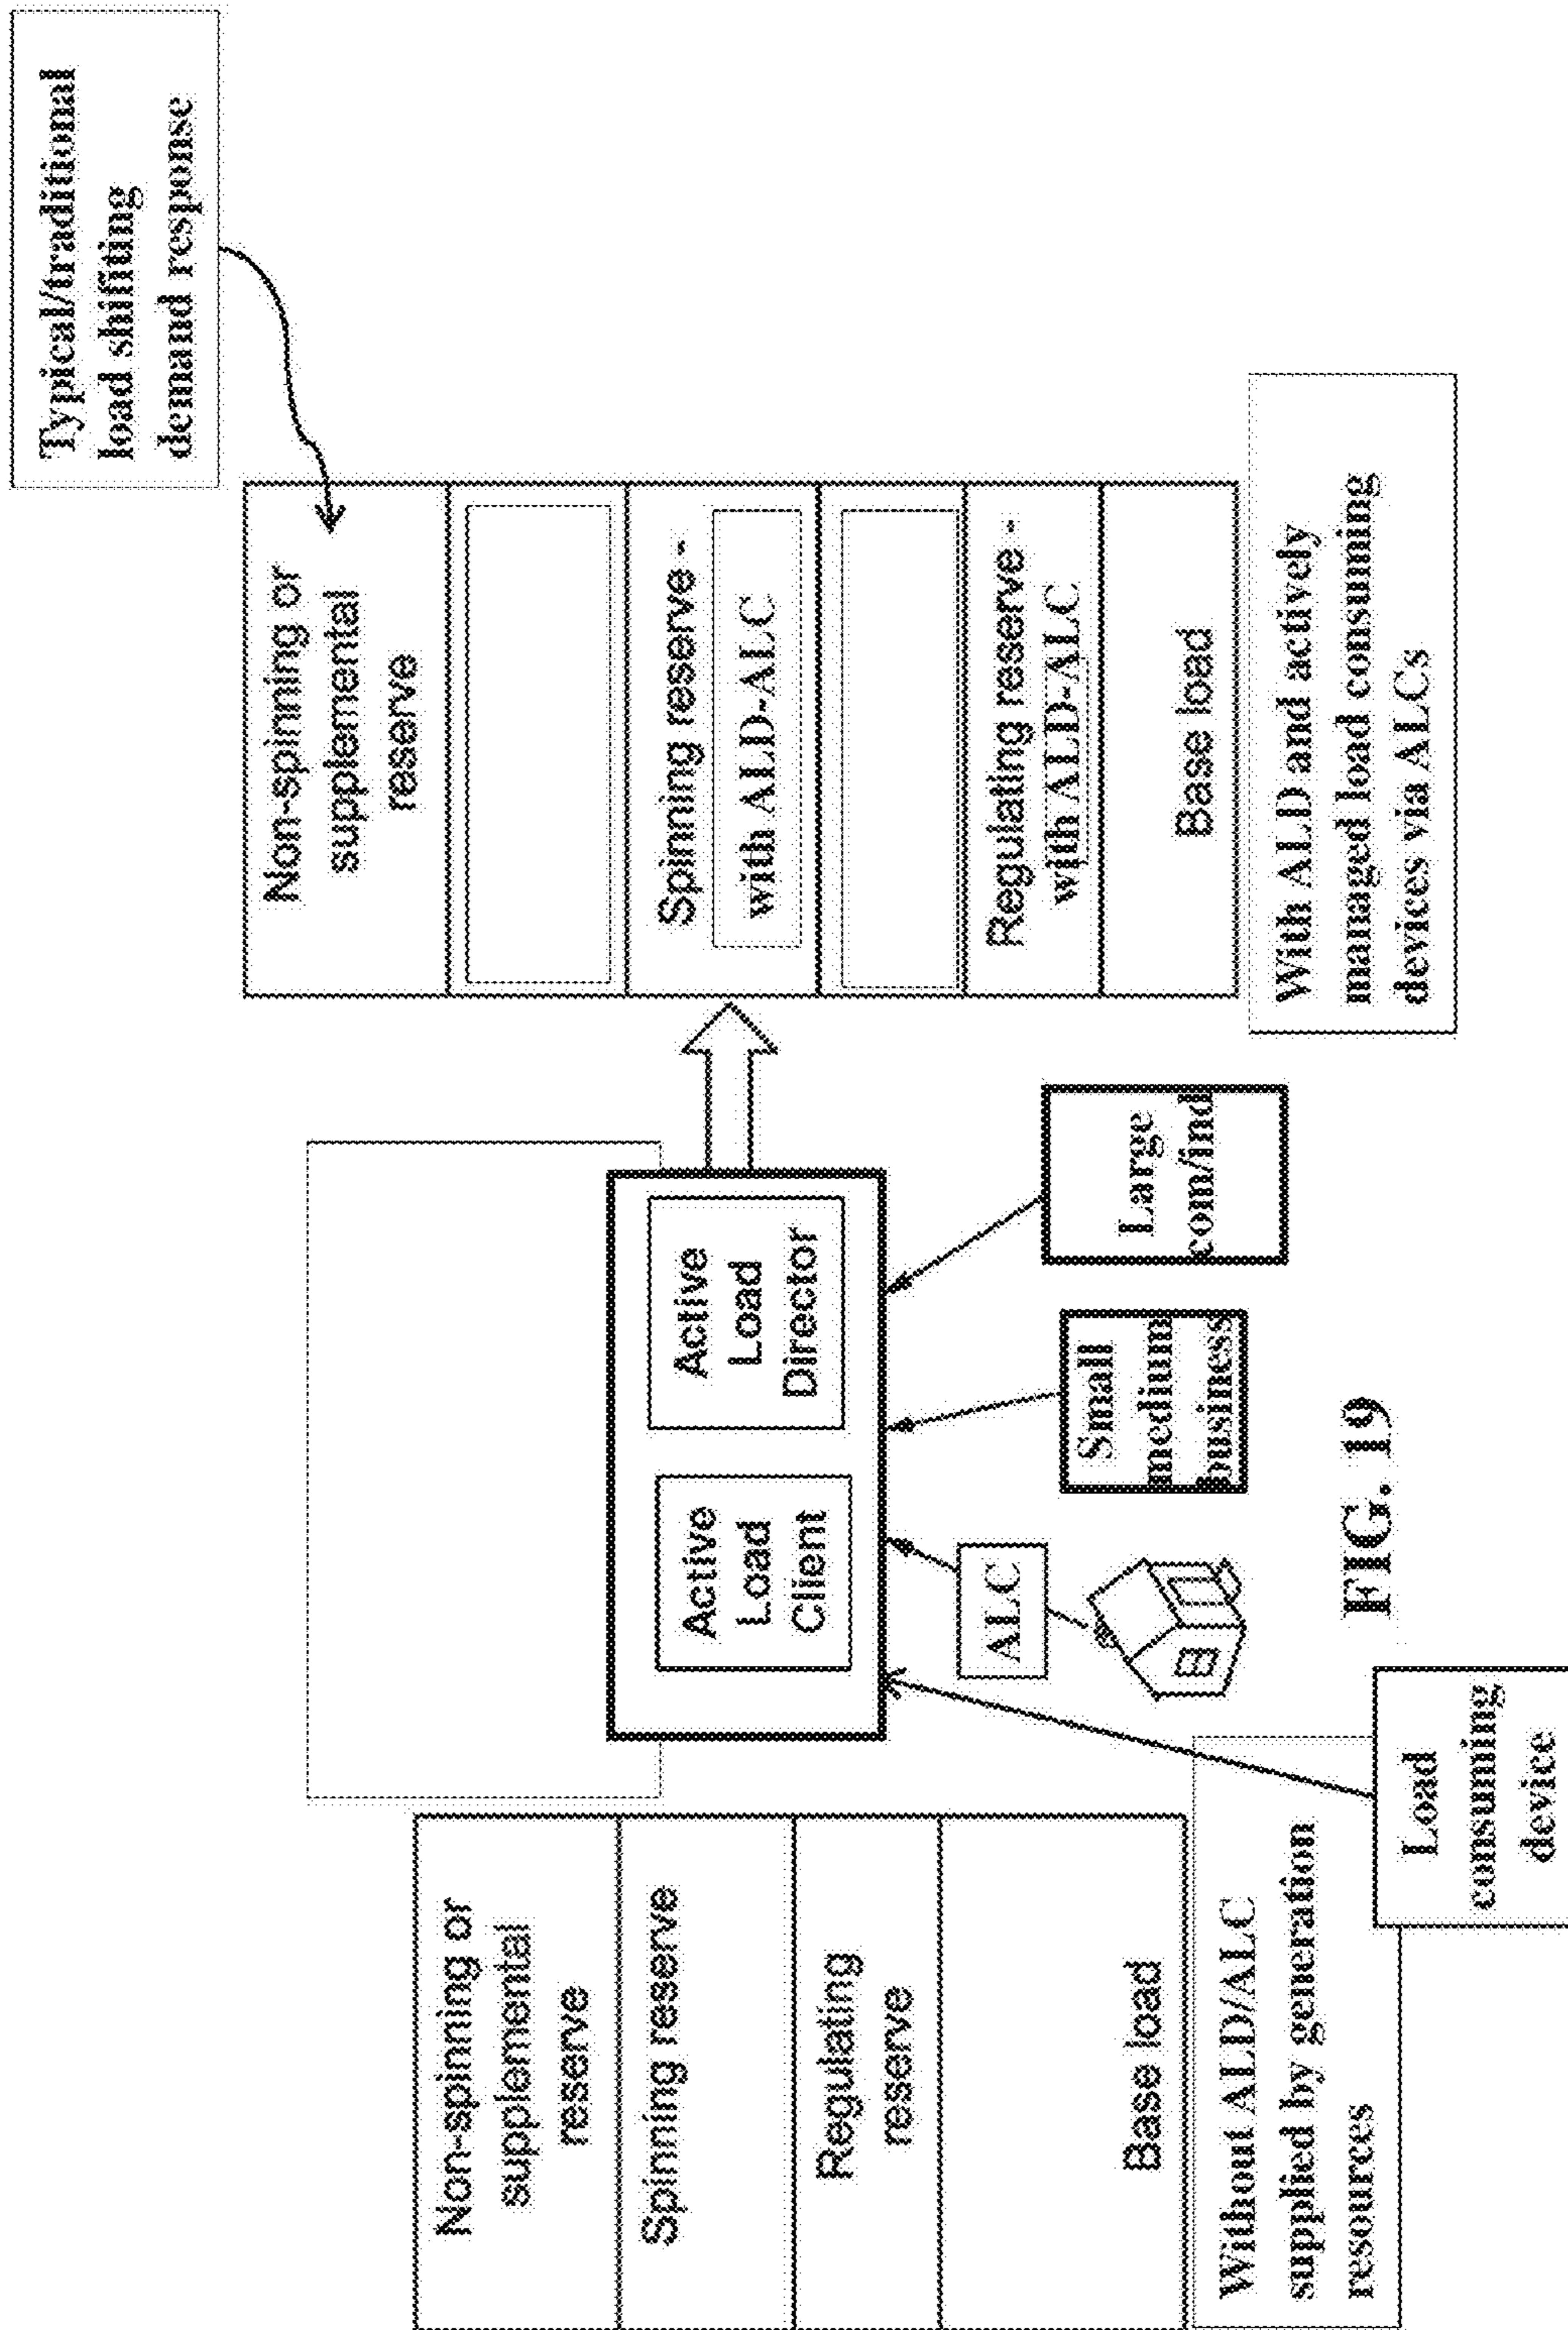 Typical/traditional
load shifting
demand response
Non-spinning or
supplemental
reserve
Spinning reserve
Regulating
reserve
Base load
Without ALD/ALC
supplied by generation
resources
Active
Load
Client
Active
Load
Director
Load
consuming
device
ALC
Small
medium
business
Large
com/ind
Non-spinning or
supplemental
reserve
Spinning reserve -
with ALD-ALC
Regulating reserve -
with ALD-ALC
Base load
With ALD and actively
managed load consuming
devices via ALCs
FIG. 19